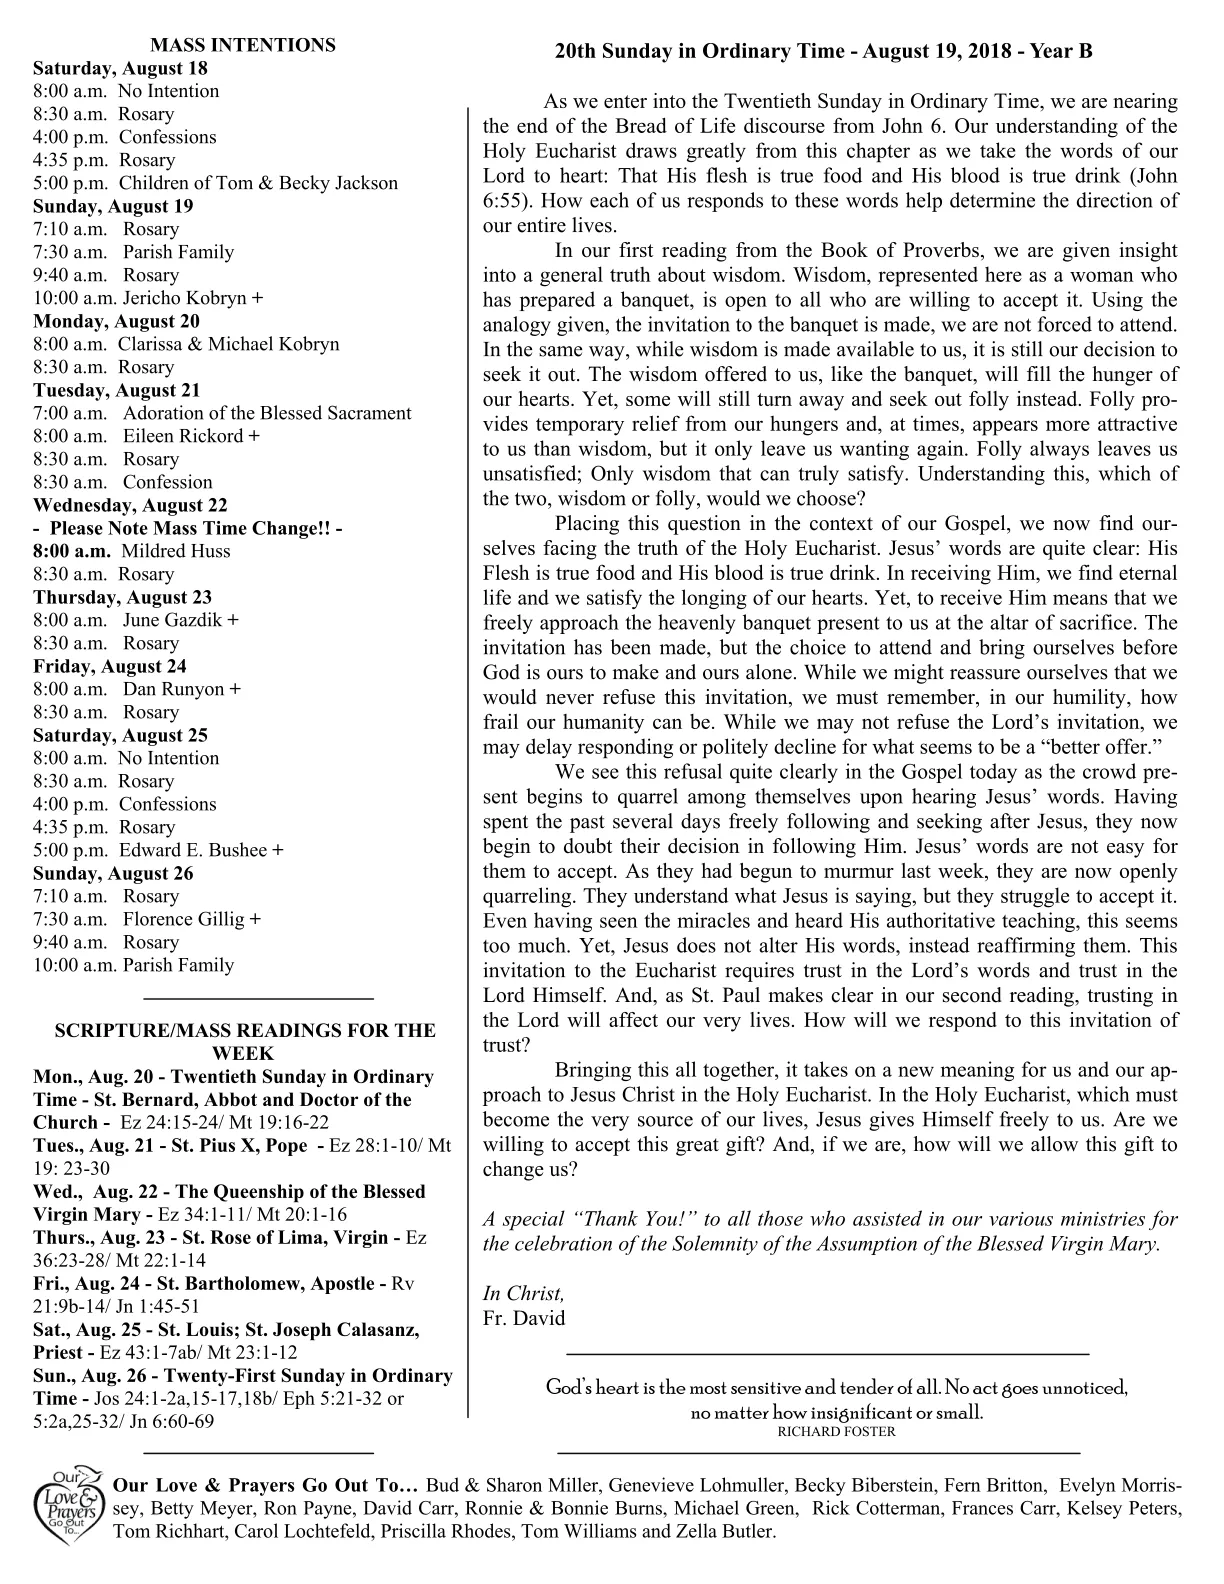 MASS INTENTIONS
Saturday, August 18
8:00 a.m. No Intention
8:30 a.m. Rosary
4:00 p.m. Confessions
4:35 p.m. Rosary
5:00 p.m. Children of Tom & Becky Jackson
Sunday, August 19
7:10 a.m. Rosary
7:30 a.m. Parish Family
9:40 a.m. Rosary
10:00 a.m. Jericho Kobryn +
Monday, August 20
8:00 a.m. Clarissa & Michael Kobryn
8:30 a.m. Rosary
Tuesday, August 21
7:00 a.m. Adoration of the Blessed Sacrament
8:00 a.m. Eileen Rickord +
8:30 a.m. Rosary
8:30 a.m. Confession
Wednesday, August 22
- Please Note Mass Time Change!! -
8:00 a.m. Mildred Huss
8:30 a.m. Rosary
Thursday, August 23
8:00 a.m. June Gazdik +
8:30 a.m. Rosary
Friday, August 24
8:00 a.m. Dan Runyon +
8:30 a.m. Rosary
Saturday, August 25
8:00 a.m. No Intention
8:30 a.m. Rosary
4:00 p.m. Confessions
4:35 p.m. Rosary
5:00 p.m. Edward E. Bushee +
Sunday, August 26
7:10 a.m. Rosary
7:30 a.m. Florence Gillig +
9:40 a.m. Rosary
10:00 a.m. Parish Family
SCRIPTURE/MASS READINGS FOR THE
WEEK
Mon., Aug. 20 - Twentieth Sunday in Ordinary
Time - St. Bernard, Abbot and Doctor of the
Church - Ez 24:15-24/ Mt 19:16-22
Tues., Aug. 21 - St. Pius X, Pope - Ez 28:1-10/ Mt
19: 23-30
Wed., Aug. 22 - The Queenship of the Blessed
Virgin Mary - Ez 34:1-11/ Mt 20:1-16
Thurs., Aug. 23 - St. Rose of Lima, Virgin - Ez
36:23-28/ Mt 22:1-14
Fri., Aug. 24 - St. Bartholomew, Apostle - Rv
21:9b-14/ Jn 1:45-51
Sat., Aug. 25 - St. Louis; St. Joseph Calasanz,
Priest - Ez 43:1-7ab/ Mt 23:1-12
Sun., Aug. 26 - Twenty-First Sunday in Ordinary
Time - Jos 24:1-2a,15-17,18b/ Eph 5:21-32 or
5:2a,25-32/ Jn 6:60-69
20th Sunday in Ordinary Time - August 19, 2018 - Year B
As we enter into the Twentieth Sunday in Ordinary Time, we are nearing
the end of the Bread of Life discourse from John 6. Our understanding of the
Holy Eucharist draws greatly from this chapter as we take the words of our
Lord to heart: That His flesh is true food and His blood is true drink (John
6:55). How each of us responds to these words help determine the direction of
our entire lives.
In our first reading from the Book of Proverbs, we are given insight
into a general truth about wisdom. Wisdom, represented here as a woman who
has prepared a banquet, is open to all who are willing to accept it. Using the
analogy given, the invitation to the banquet is made, we are not forced to attend.
In the same way, while wisdom is made available to us, it is still our decision to
seek it out. The wisdom offered to us, like the banquet, will fill the hunger of
our hearts. Yet, some will still turn away and seek out folly instead. Folly pro-
vides temporary relief from our hungers and, at times, appears more attractive
to us than wisdom, but it only leave us wanting again. Folly always leaves us
unsatisfied; Only wisdom that can truly satisfy. Understanding this, which of
the two, wisdom or folly, would we choose?
Placing this question in the context of our Gospel, we now find our-
selves facing the truth of the Holy Eucharist. Jesus’ words are quite clear: His
Flesh is true food and His blood is true drink. In receiving Him, we find eternal
life and we satisfy the longing of our hearts. Yet, to receive Him means that we
freely approach the heavenly banquet present to us at the altar of sacrifice. The
invitation has been made, but the choice to attend and bring ourselves before
God is ours to make and ours alone. While we might reassure ourselves that we
would never refuse this invitation, we must remember, in our humility, how
frail our humanity can be. While we may not refuse the Lord’s invitation, we
may delay responding or politely decline for what seems to be a “better offer.”
We see this refusal quite clearly in the Gospel today as the crowd pre-
sent begins to quarrel among themselves upon hearing Jesus’ words. Having
spent the past several days freely following and seeking after Jesus, they now
begin to doubt their decision in following Him. Jesus’ words are not easy for
them to accept. As they had begun to murmur last week, they are now openly
quarreling. They understand what Jesus is saying, but they struggle to accept it.
Even having seen the miracles and heard His authoritative teaching, this seems
too much. Yet, Jesus does not alter His words, instead reaffirming them. This
invitation to the Eucharist requires trust in the Lord’s words and trust in the
Lord Himself. And, as St. Paul makes clear in our second reading, trusting in
the Lord will affect our very lives. How will we respond to this invitation of
trust?
Bringing this all together, it takes on a new meaning for us and our ap-
proach to Jesus Christ in the Holy Eucharist. In the Holy Eucharist, which must
become the very source of our lives, Jesus gives Himself freely to us. Are we
willing to accept this great gift? And, if we are, how will we allow this gift to
change us?
A special “Thank You!” to all those who assisted in our various ministries for
the celebration of the Solemnity of the Assumption of the Blessed Virgin Mary.
In Christ,
Fr. David
God’s heart is the most sensitive and tender of all. No act goes unnoticed,
no matter how insignificant or small.
RICHARD FOSTER
Our
Love &
Prayers
Go Out
To...
Our Love & Prayers Go Out To… Bud & Sharon Miller, Genevieve Lohmuller, Becky Biberstein, Fern Britton, Evelyn Morris-
sey, Betty Meyer, Ron Payne, David Carr, Ronnie & Bonnie Burns, Michael Green, Rick Cotterman, Frances Carr, Kelsey Peters,
Tom Richhart, Carol Lochtefeld, Priscilla Rhodes, Tom Williams and Zella Butler.